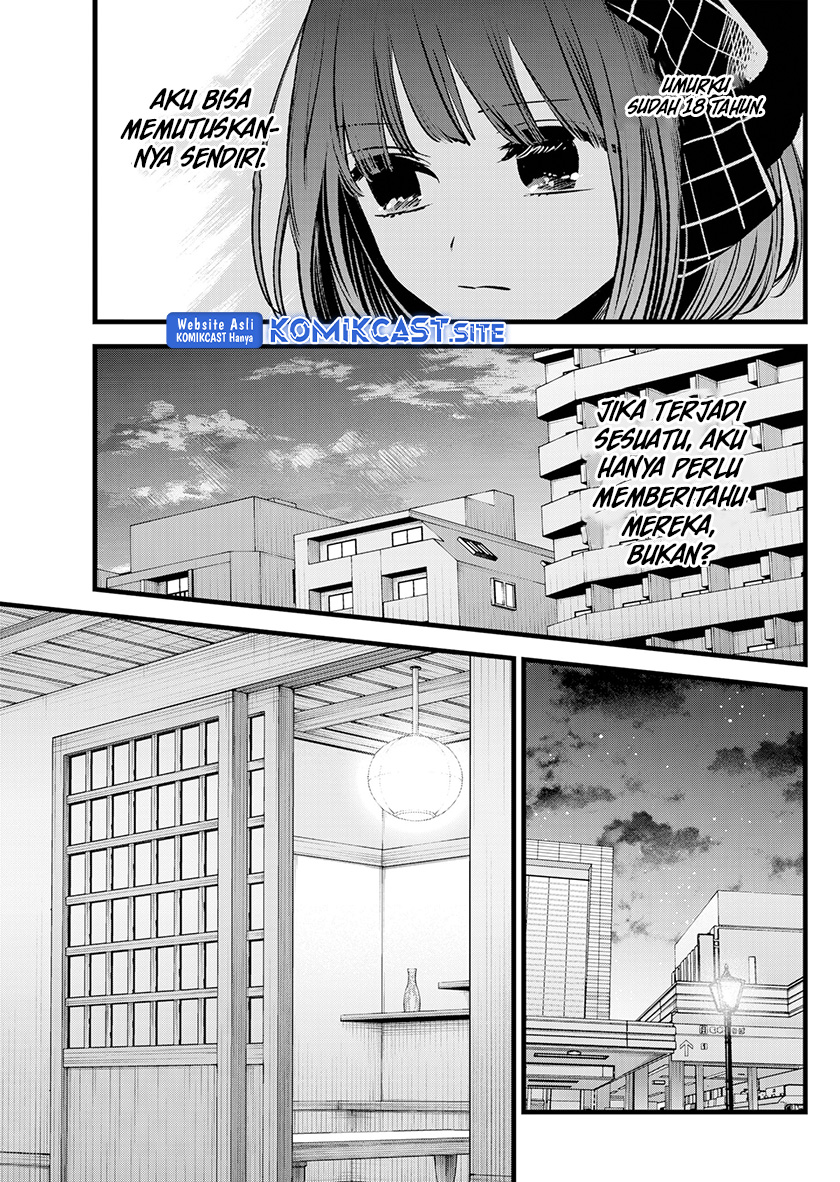 UMURKU
SUDAH 18 TAHUN.
AKU BISA
MEMUTUSKAN-
NYA SENDIRI.
Website Asli
KOMIKCAST Hanya
KOMIKCAST.SITE
JIKA TERJADI
SESUATU, AKU
HANYA PERLU
MEMBERITAHU
MEREKA,
BUKAN?